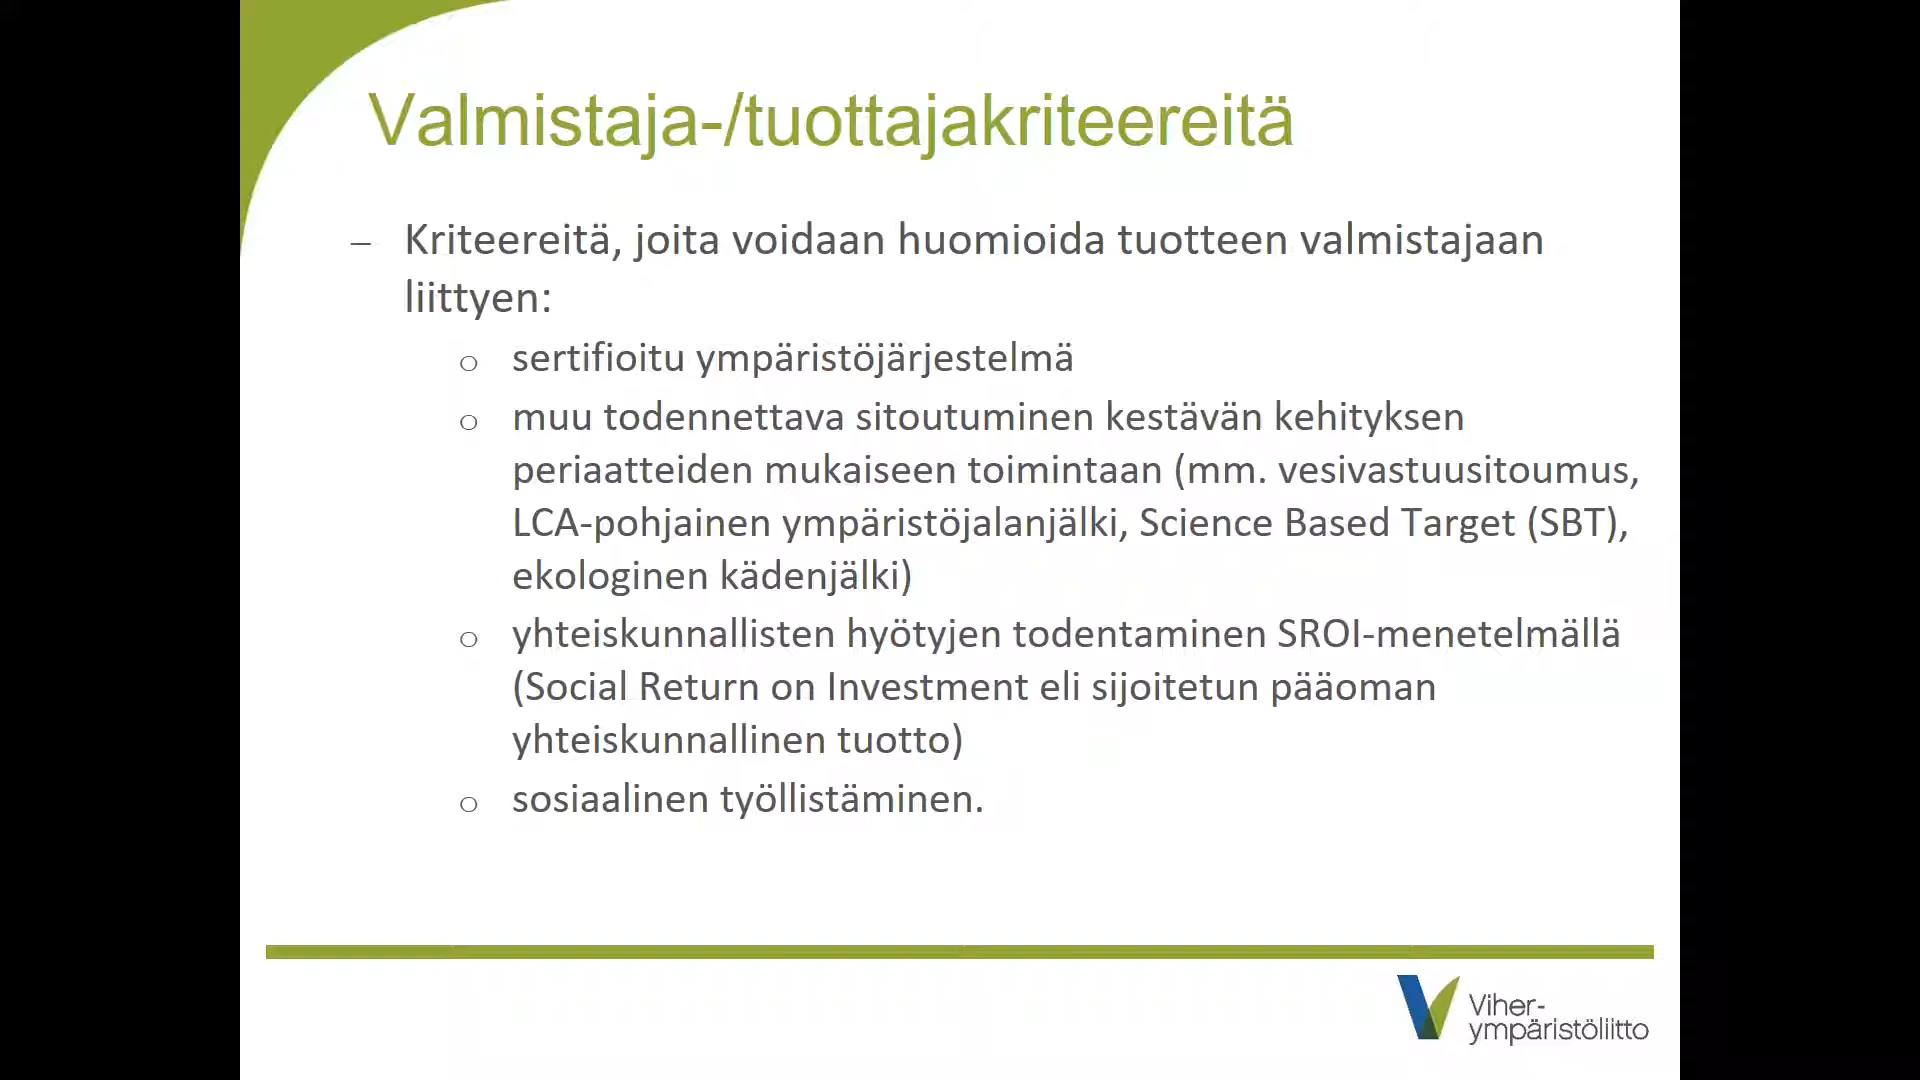 Valmistaja-/tuottajakriteereitä
– Kriteereitä, joita voidaan huomioida tuotteen valmistajaan
liittyen:
o sertifioitu ympäristöjärjestelmä
o muu todennettava sitoutuminen kestävän kehityksen
periaatteiden mukaiseen toimintaan (mm. vesivastuusitoumus,
LCA-pohjainen ympäristöjalanjälki, Science Based Target (SBT),
ekologinen kädenjälki)
o yhteiskunnallisten hyötyjen todentaminen SROI-menetelmällä
(Social Return on Investment eli sijoitetun pääoman
yhteiskunnallinen tuotto)
o sosiaalinen työllistäminen.
Viher-
ympäristöliitto